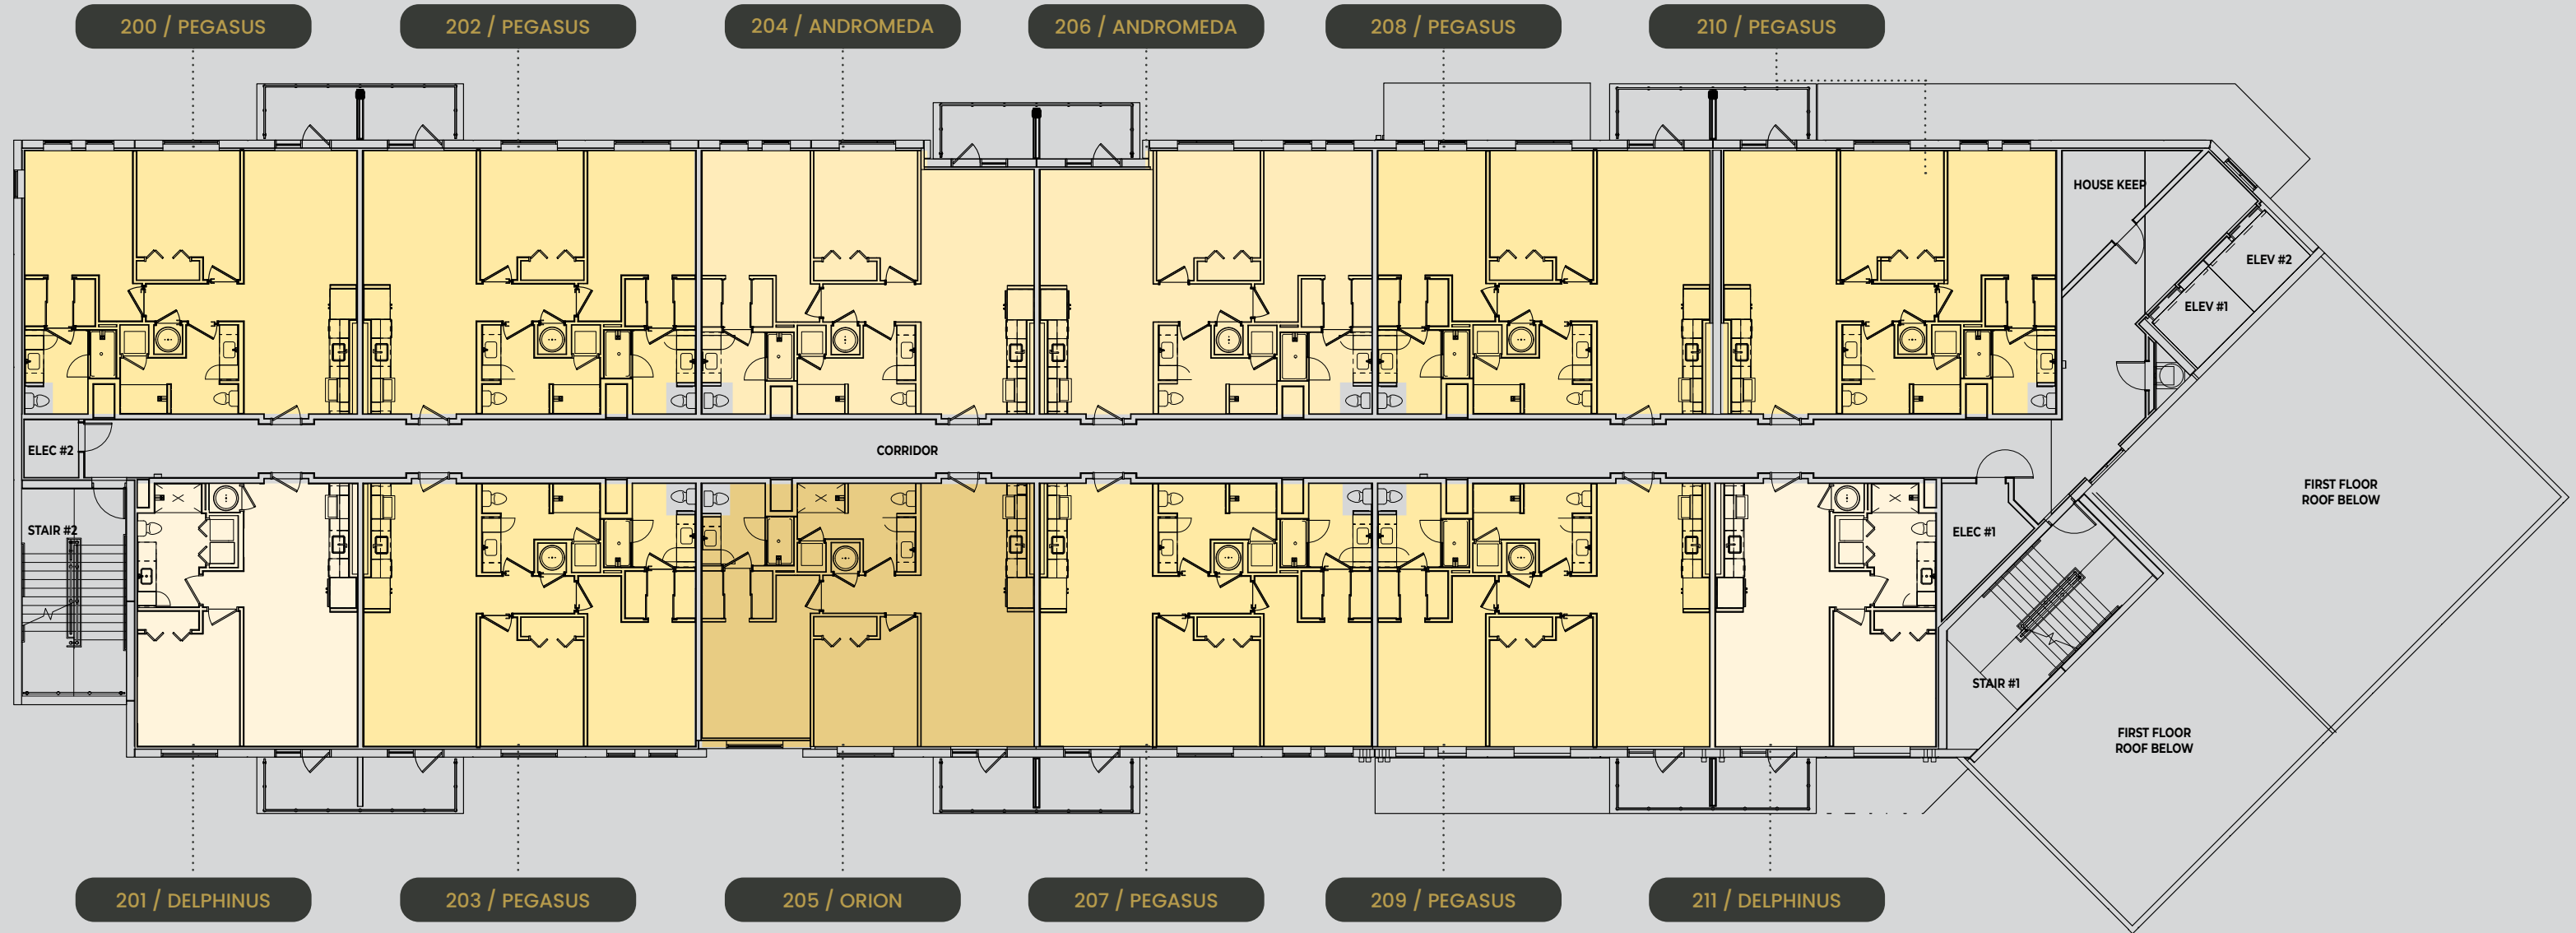 200 / PEGASUS
202 / PEGASUS
204 / ANDROMEDA
206 / ANDROMEDA
208 / PEGASUS
210 / PEGASUS
HOUSE KEEP
ELEV #2
ELEV #1
ELEC #2
CORRIDOR
FIRST FLOOR
ROOF BELOW
STAIR #2
ELEC #1
STAIR #1
FIRST FLOOR
ROOF BELOW
201 / DELPHINUS
203 / PEGASUS
205 / ORION
207 / PEGASUS
209 / PEGASUS
211 / DELPHINUS